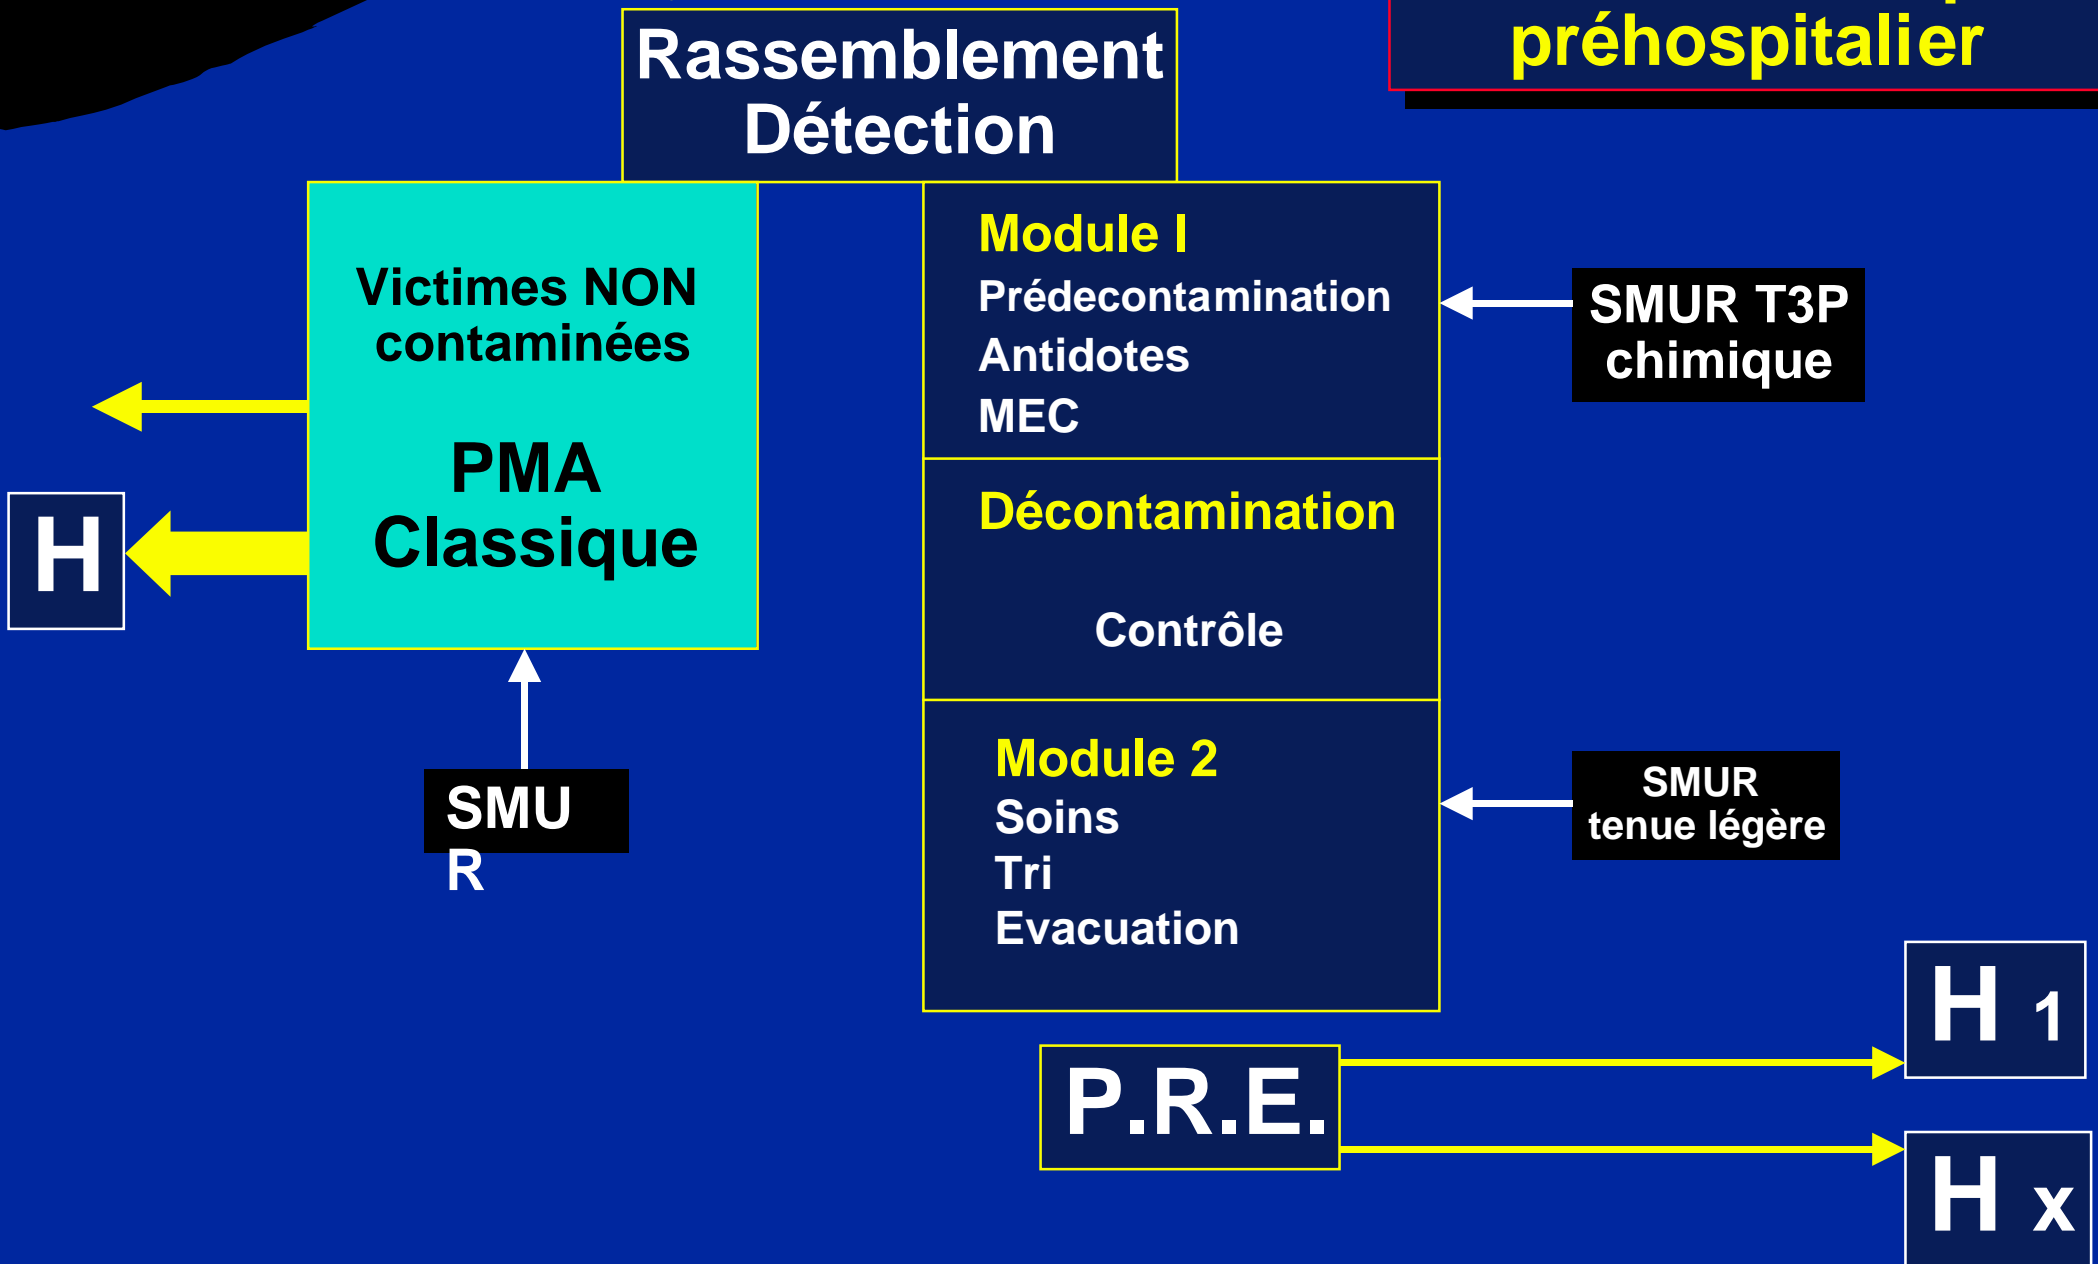 préhospitalier
Rassemblement
Détection
Victimes NON
contaminées
PMA
Classique
H
SMU
R
Module I
Prédecontamination
Antidotes
MEC
SMUR T3P
chimique
Décontamination
Contrôle
Module 2
Soins
Tri
Evacuation
SMUR
tenue légère
P.R.E.
H 1
H x